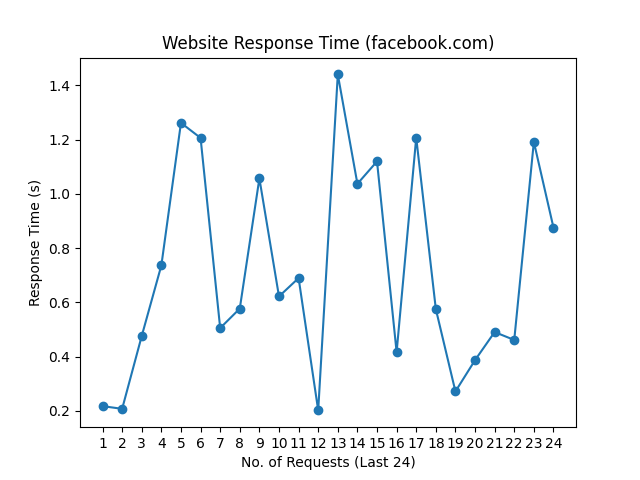 Website Response Time (facebook.com)
1.4
1.2
1.0
0.8
0.6
0.4
0.2
Response Time (s)
1 2 3 4 5 6 7 8 9 10 11 12 13 14 15 16 17 18 19 20 21 22 23 24
No. of Requests (Last 24)